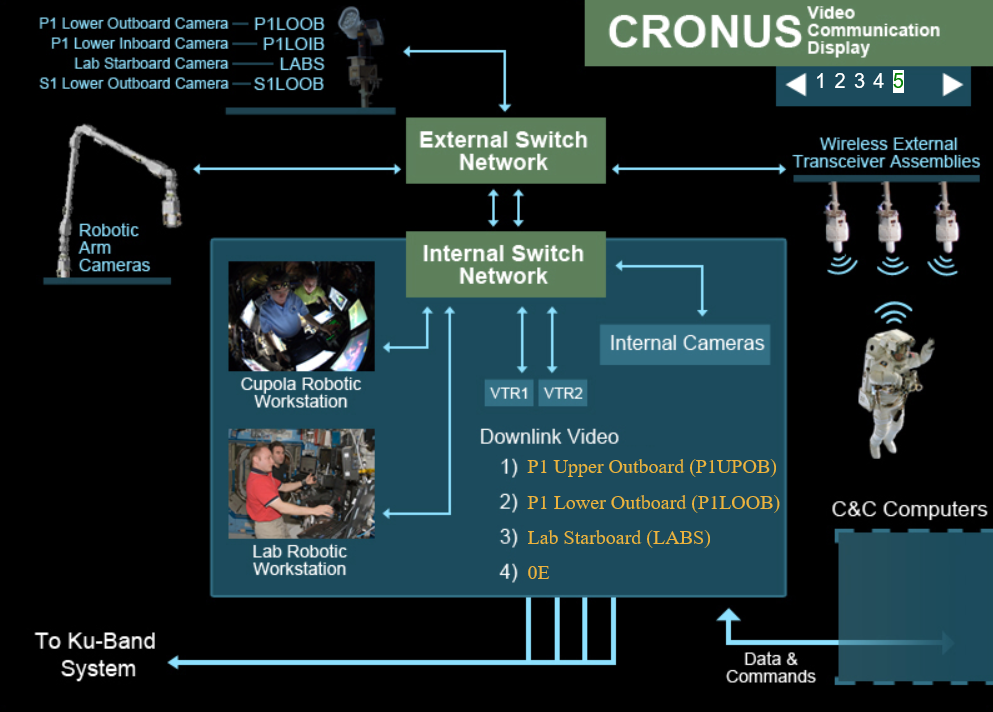 P1 Lower Outboard Camera — P1LOOB
P1 Lower Inboard Camera — P1LOIB
Lab Starboard Camera — LABS
S1 Lower Outboard Camera — S1LOOB
CRONUS
Video
Communication
Display
1 2 3 4 5
External Switch
Network
Wireless External
Transceiver Assemblies
Robotic
Arm
Cameras
Internal Switch
Network
Internal Cameras
Cupola Robotic
Workstation
VTR1 VTR2
Downlink Video
1) P1 Upper Outboard (P1UPOB)
2) P1 Lower Outboard (P1LOOB)
3) Lab Starboard (LABS)
4) 0E
Lab Robotic
Workstation
C&C Computers
To Ku-Band
System
Data &
Commands